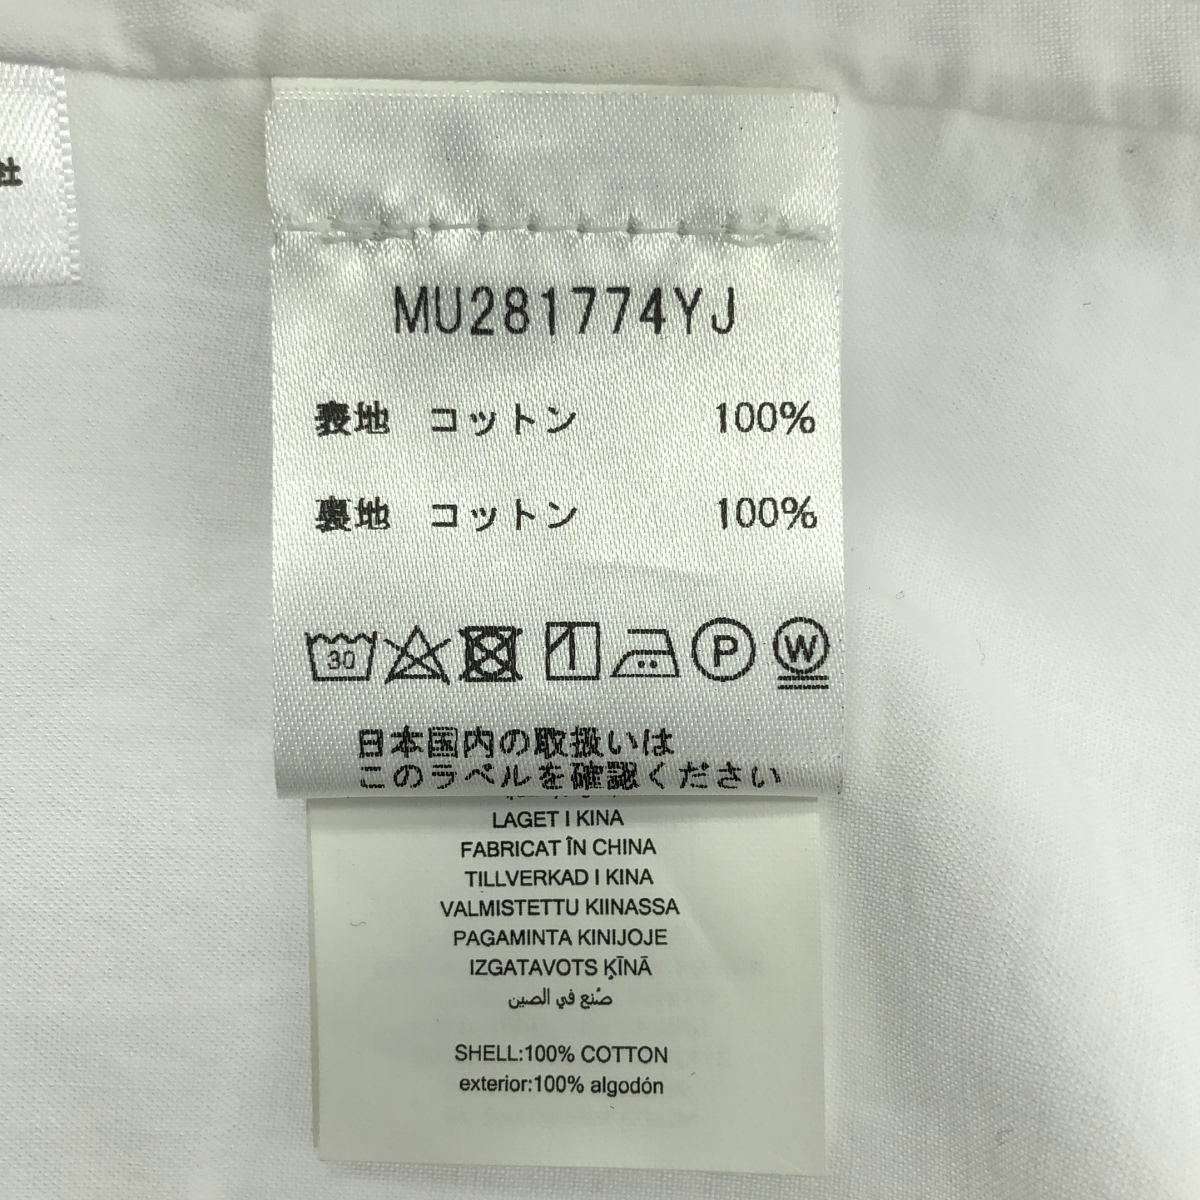 社
MU281774YJ
表地 コットン 100%
裏地 コットン 100%
30 P W
日本国内の取扱いは
このラベルを確認ください
LAGET I KINA
FABRICAT ÎN CHINA
TILLVERKAD I KINA
VALMISTETTU KIINASSA
PAGAMINTA KINIJOJE
IZGATAVOTS ĶĪNĀ
صُنع في الصين
SHELL:100% COTTON
exterior:100% algodón